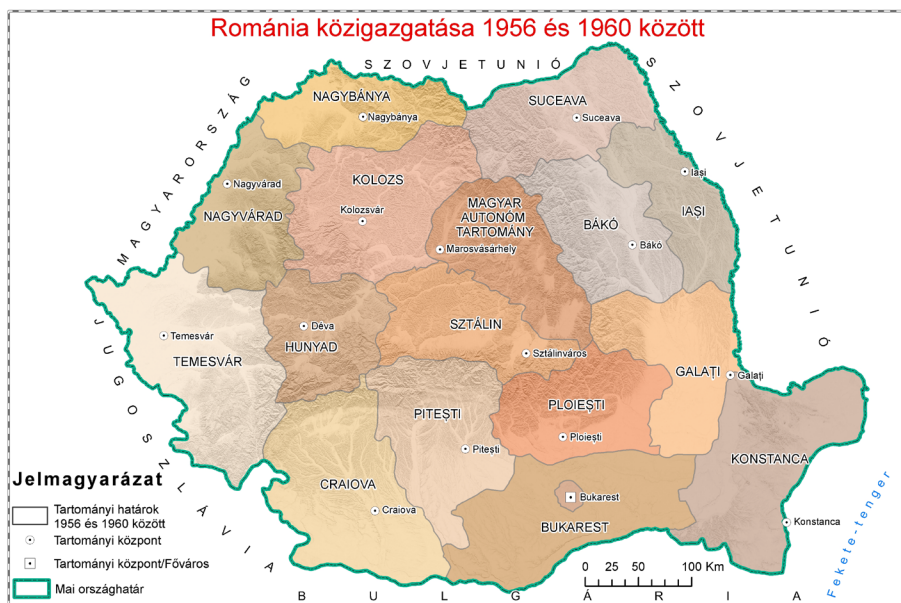 Románia közigazgatása 1956 és 1960 között
SZOVJETUNIÓ
MAGYARORSZÁG
SZOVJETUNIÓ
NAGYBÁNYA
Nagybánya
SUCEAVA
Suceava
Nagyvárad
NAGYVÁRAD
KOLOZS
Kolozsvár
MAGYAR
AUTONÓM
TARTOMÁNY
Marosvásárhely
BÁKÓ
Bákó
Iași
IAȘI
Temesvár
TEMESVÁR
Déva
HUNYAD
SZTÁLIN
Sztálinváros
GALAȚI
Galați
PITEȘTI
Pitești
PLOIEȘTI
Ploiești
KONSTANCA
Konstanca
CRAIOVA
Craiova
Bukarest
BUKAREST
JUGOSZLÁVIA
BULGÁRIA
Fekete-tenger
Jelmagyarázat
Tartományi határok
1956 és 1960 között
Tartományi központ
Tartományi központ/Főváros
Mai országhatár
0 25 50 100 Km